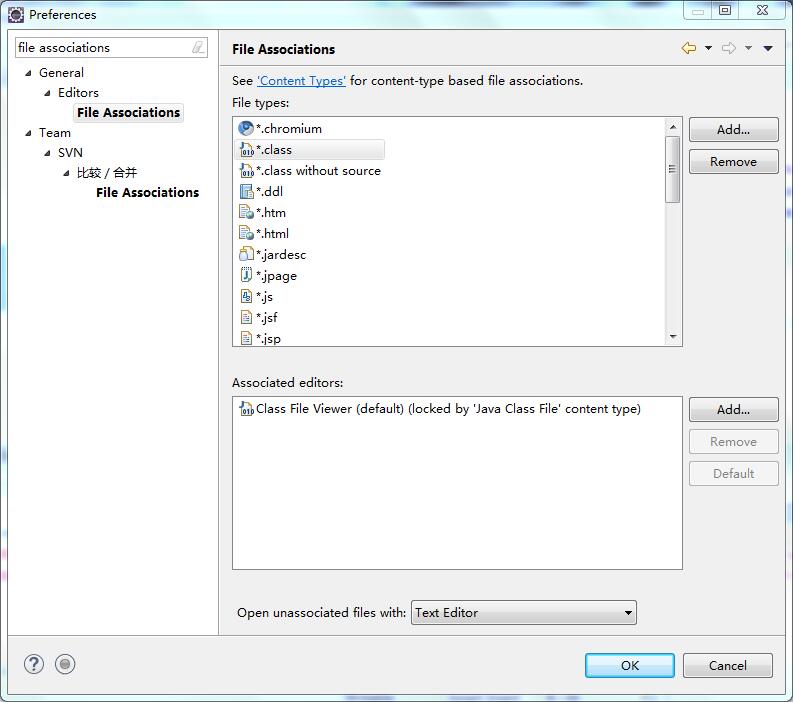 Preferences
file associations
General
Editors
File Associations
Team
SVN
比较 / 合并
File Associations
File Associations
See 'Content Types' for content-type based file associations.
File types:
*.chromium
*.class
*.class without source
*.ddl
*.htm
*.html
*.jardesc
*.jpage
*.js
*.jsf
*.jsp
Add...
Remove
Associated editors:
Class File Viewer (default) (locked by 'Java Class File' content type)
Add...
Remove
Default
Open unassociated files with: Text Editor
OK
Cancel